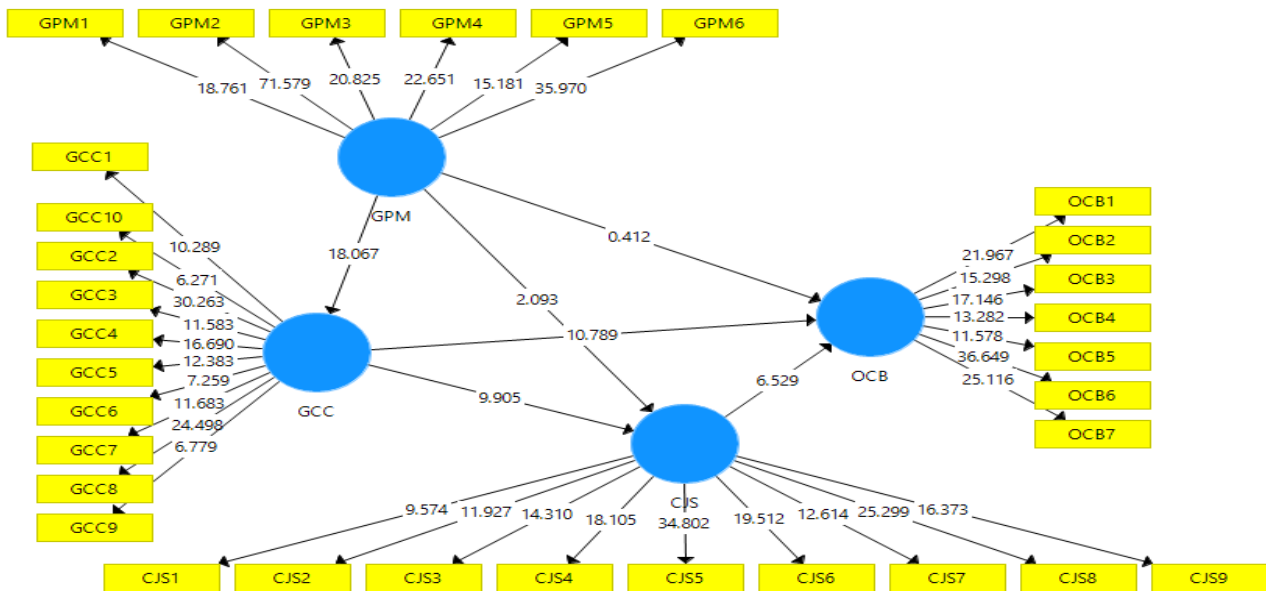 GPM1 GPM2 GPM3 GPM4 GPM5 GPM6
18.761 71.579 20.825 22.651 15.181 35.970
GPM
GCC1
GCC10
GCC2
GCC3
GCC4
GCC5
GCC6
GCC7
GCC8
GCC9
10.289
6.271
30.263
11.583
16.690
12.383
7.259
11.683
24.498
6.779
GCC
18.067
0.412
2.093
10.789
9.905
6.529
OCB
21.967
15.298
17.146
13.282
11.578
36.649
25.116
OCB1
OCB2
OCB3
OCB4
OCB5
OCB6
OCB7
CJS
9.574 11.927 14.310 18.105 34.802 19.512 12.614 25.299 16.373
CJS1 CJS2 CJS3 CJS4 CJS5 CJS6 CJS7 CJS8 CJS9